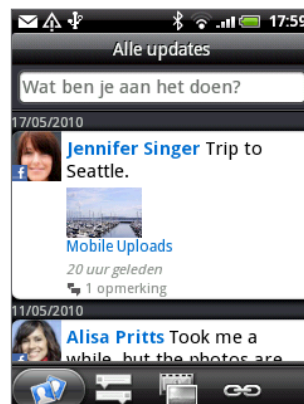 17:59
Alle updates
Wat ben je aan het doen?
17/05/2010
Jennifer Singer Trip to
Seattle.
Mobile Uploads
20 uur geleden
1 opmerking
11/05/2010
Alisa Pritts Took me a
while, but the photos are